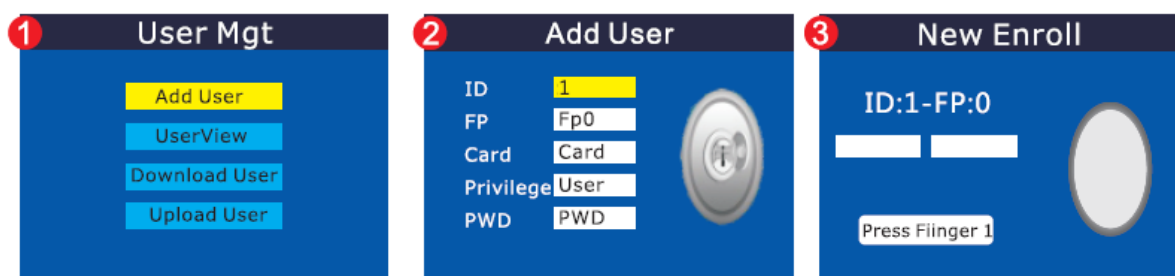 1
User Mgt
Add User
UserView
Download User
Upload User
2
Add User
ID 1
FP Fp0
Card Card
Privilege User
PWD PWD
3
New Enroll
ID:1-FP:0
Press Fiinger 1